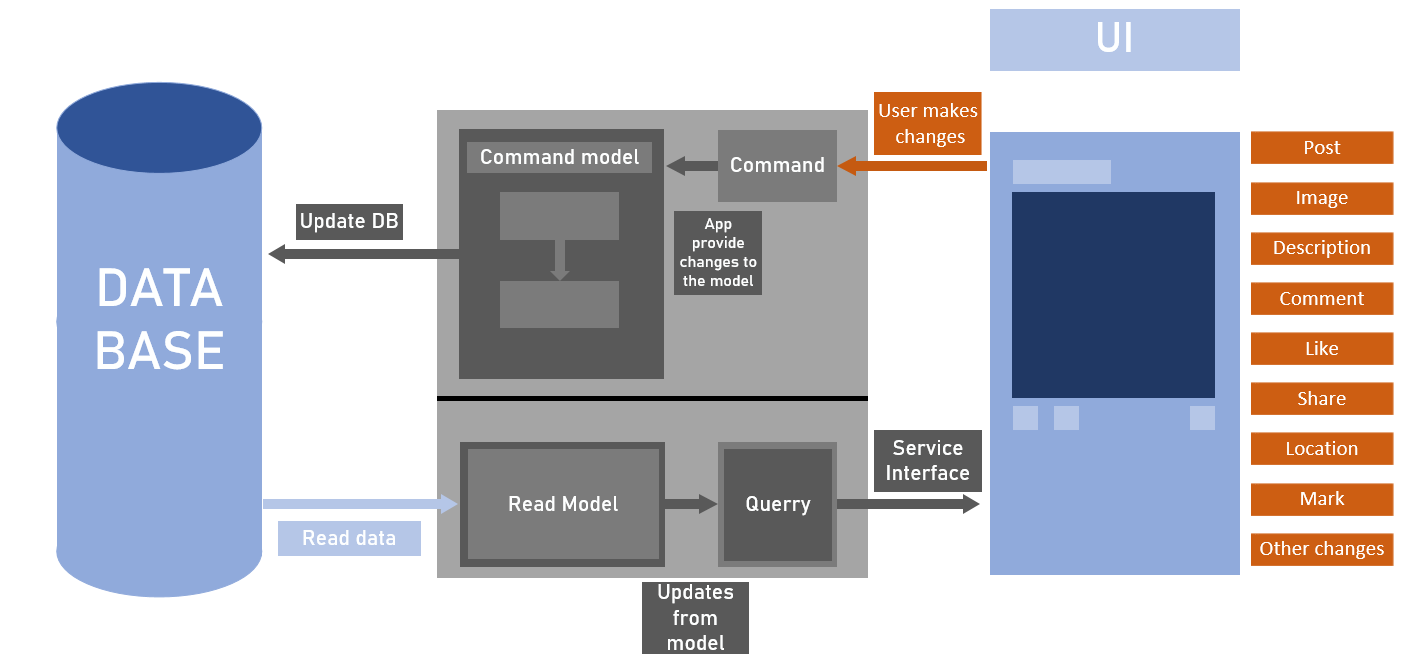 UI
User makes
changes
Command model
Command
Update DB
App
provide
changes to
the model
DATA
BASE
Post
Image
Description
Comment
Like
Share
Location
Mark
Other changes
Service
Interface
Read Model
Querry
Read data
Updates
from
model